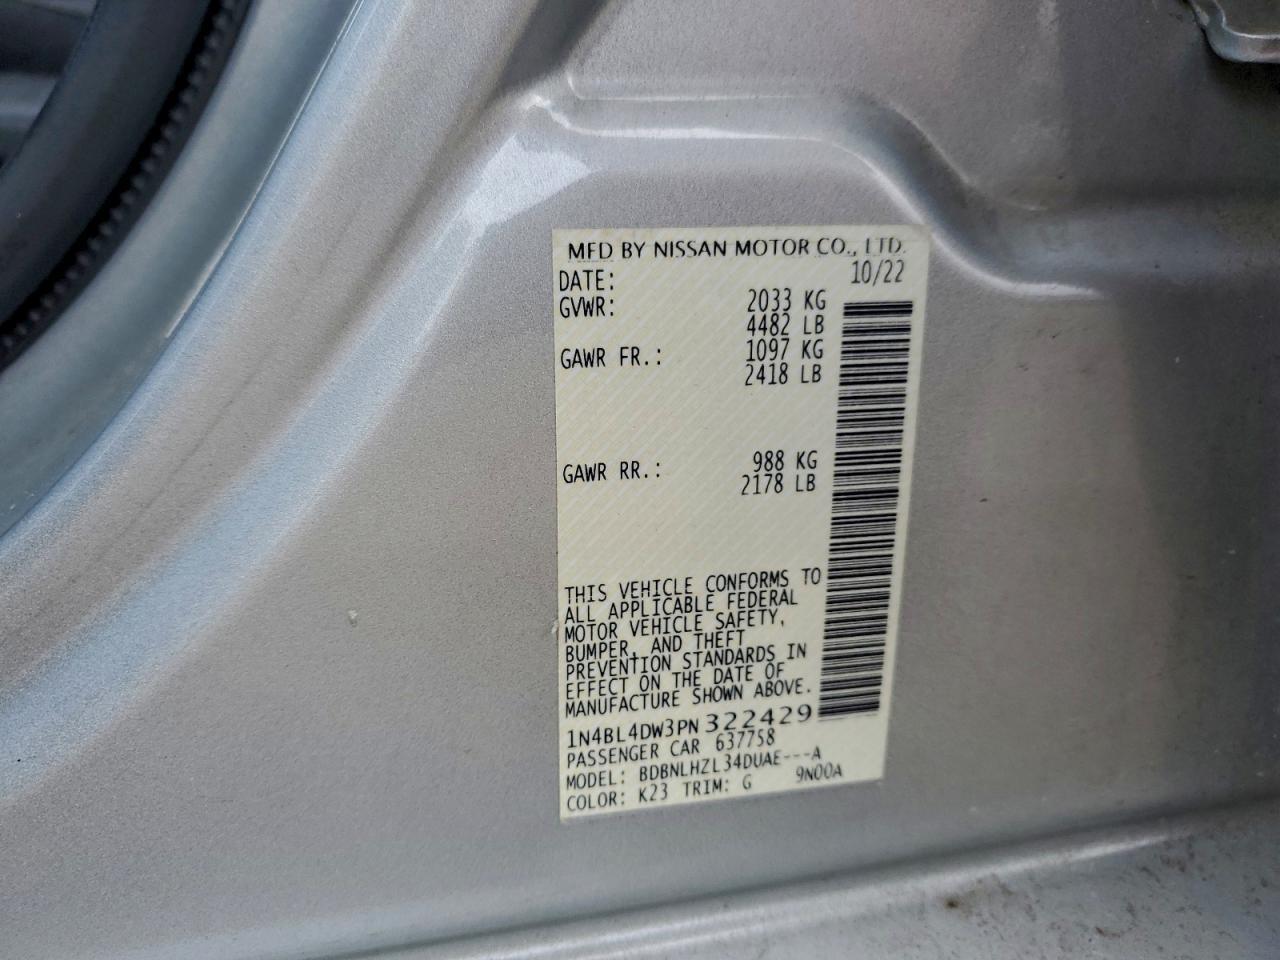 MFD BY NISSAN MOTOR CO., LTD.
DATE: 10/22
GVWR: 2033 KG
4482 LB
GAWR FR.: 1097 KG
2418 LB
GAWR RR.: 988 KG
2178 LB
THIS VEHICLE CONFORMS TO
ALL APPLICABLE FEDERAL
MOTOR VEHICLE SAFETY,
BUMPER, AND THEFT
PREVENTION STANDARDS IN
EFFECT ON THE DATE OF
MANUFACTURE SHOWN ABOVE.
1N4BL4DW3PN322429
PASSENGER CAR 637758
MODEL: BDBNLHZL34DUAE---A
COLOR: K23 TRIM: G 9N00A